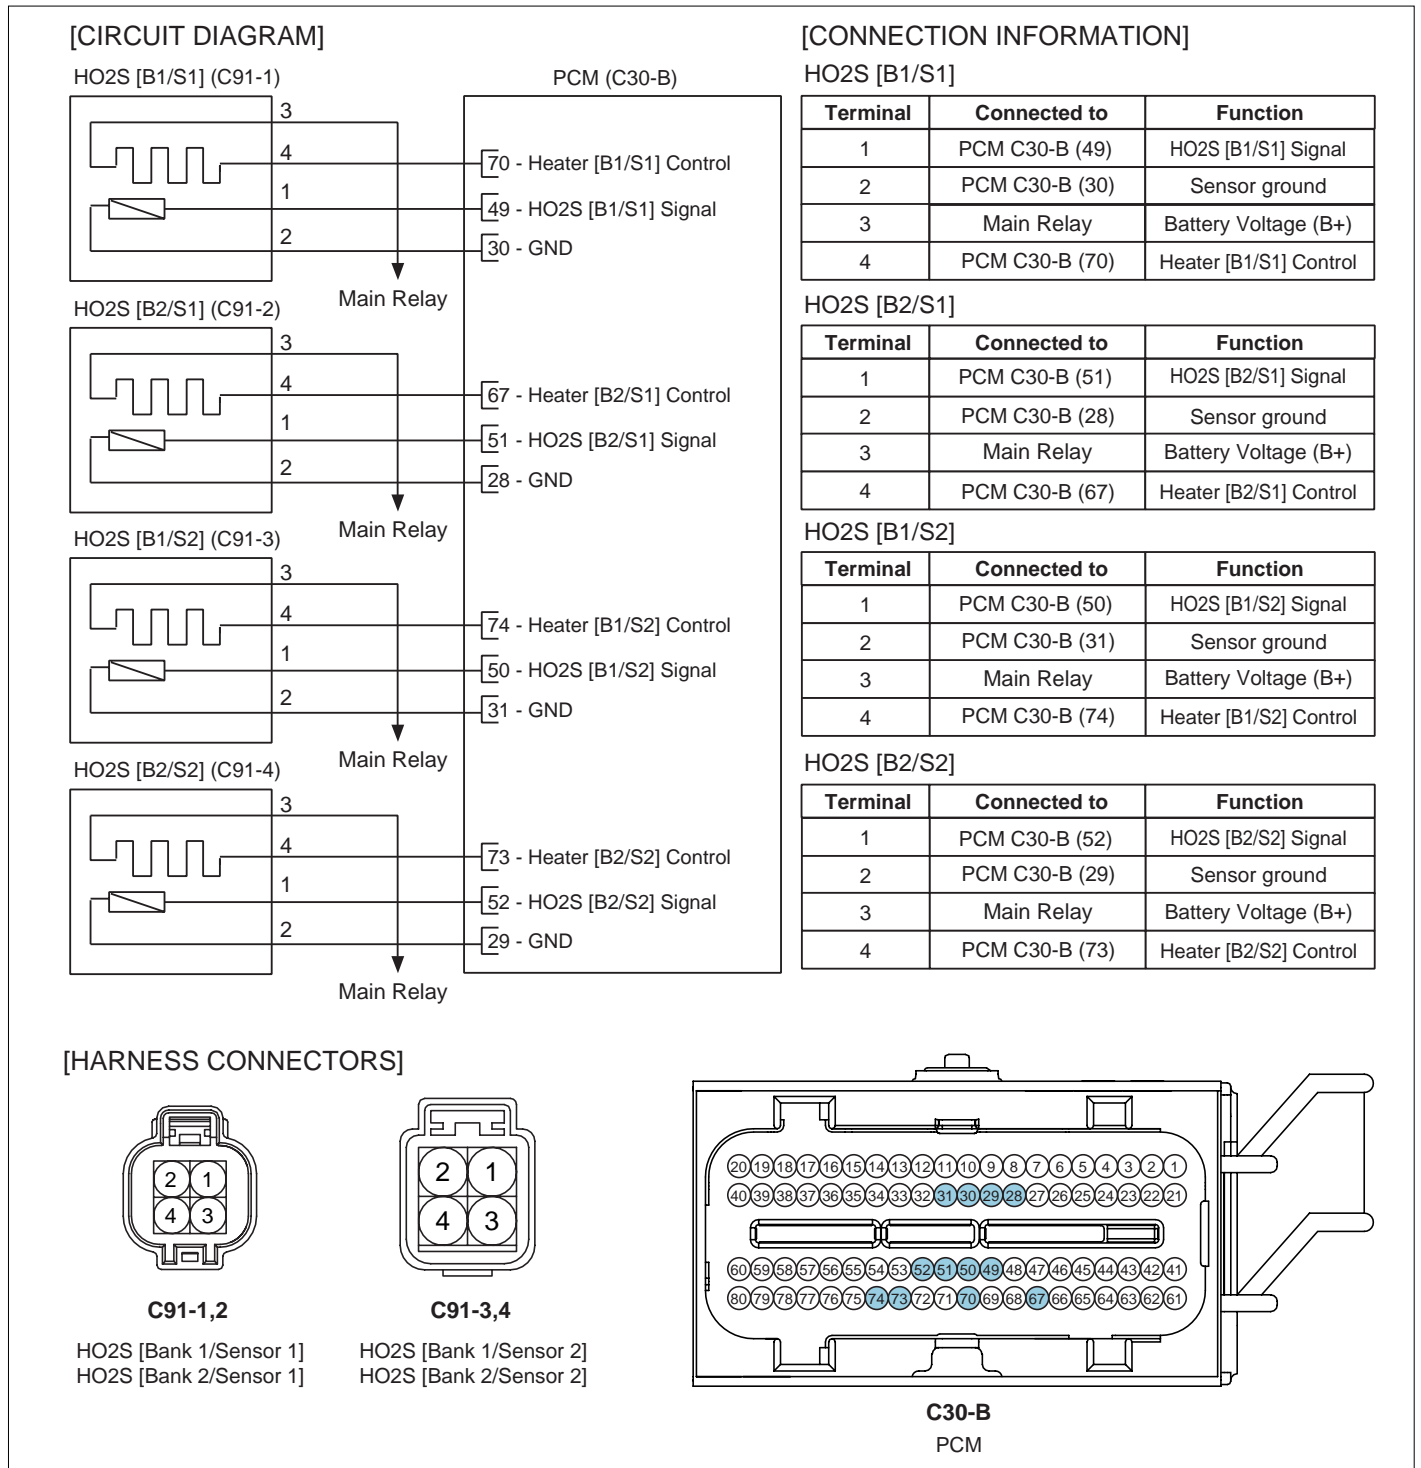 [CIRCUIT DIAGRAM]
HO2S [B1/S1] (C91-1)
PCM (C30-B)
3
4
70 - Heater [B1/S1] Control
1
49 - HO2S [B1/S1] Signal
2
30 - GND
Main Relay
HO2S [B2/S1] (C91-2)
3
4
67 - Heater [B2/S1] Control
1
51 - HO2S [B2/S1] Signal
2
28 - GND
Main Relay
HO2S [B1/S2] (C91-3)
3
4
74 - Heater [B1/S2] Control
1
50 - HO2S [B1/S2] Signal
2
31 - GND
Main Relay
HO2S [B2/S2] (C91-4)
3
4
73 - Heater [B2/S2] Control
1
52 - HO2S [B2/S2] Signal
2
29 - GND
Main Relay
[CONNECTION INFORMATION]
HO2S [B1/S1]
Terminal Connected to Function
1 PCM C30-B (49) HO2S [B1/S1] Signal
2 PCM C30-B (30) Sensor ground
3 Main Relay Battery Voltage (B+)
4 PCM C30-B (70) Heater [B1/S1] Control
HO2S [B2/S1]
Terminal Connected to Function
1 PCM C30-B (51) HO2S [B2/S1] Signal
2 PCM C30-B (28) Sensor ground
3 Main Relay Battery Voltage (B+)
4 PCM C30-B (67) Heater [B2/S1] Control
HO2S [B1/S2]
Terminal Connected to Function
1 PCM C30-B (50) HO2S [B1/S2] Signal
2 PCM C30-B (31) Sensor ground
3 Main Relay Battery Voltage (B+)
4 PCM C30-B (74) Heater [B1/S2] Control
HO2S [B2/S2]
Terminal Connected to Function
1 PCM C30-B (52) HO2S [B2/S2] Signal
2 PCM C30-B (29) Sensor ground
3 Main Relay Battery Voltage (B+)
4 PCM C30-B (73) Heater [B2/S2] Control
[HARNESS CONNECTORS]
2 1
4 3
C91-1,2
HO2S [Bank 1/Sensor 1]
HO2S [Bank 2/Sensor 1]
2 1
4 3
C91-3,4
HO2S [Bank 1/Sensor 2]
HO2S [Bank 2/Sensor 2]
20 19 18 17 16 15 14 13 12 11 10 9 8 7 6 5 4 3 2 1
40 39 38 37 36 35 34 33 32 31 30 29 28 27 26 25 24 23 22 21
60 59 58 57 56 55 54 53 52 51 50 49 48 47 46 45 44 43 42 41
80 79 78 77 76 75 74 73 72 71 70 69 68 67 66 65 64 63 62 61
C30-B
PCM